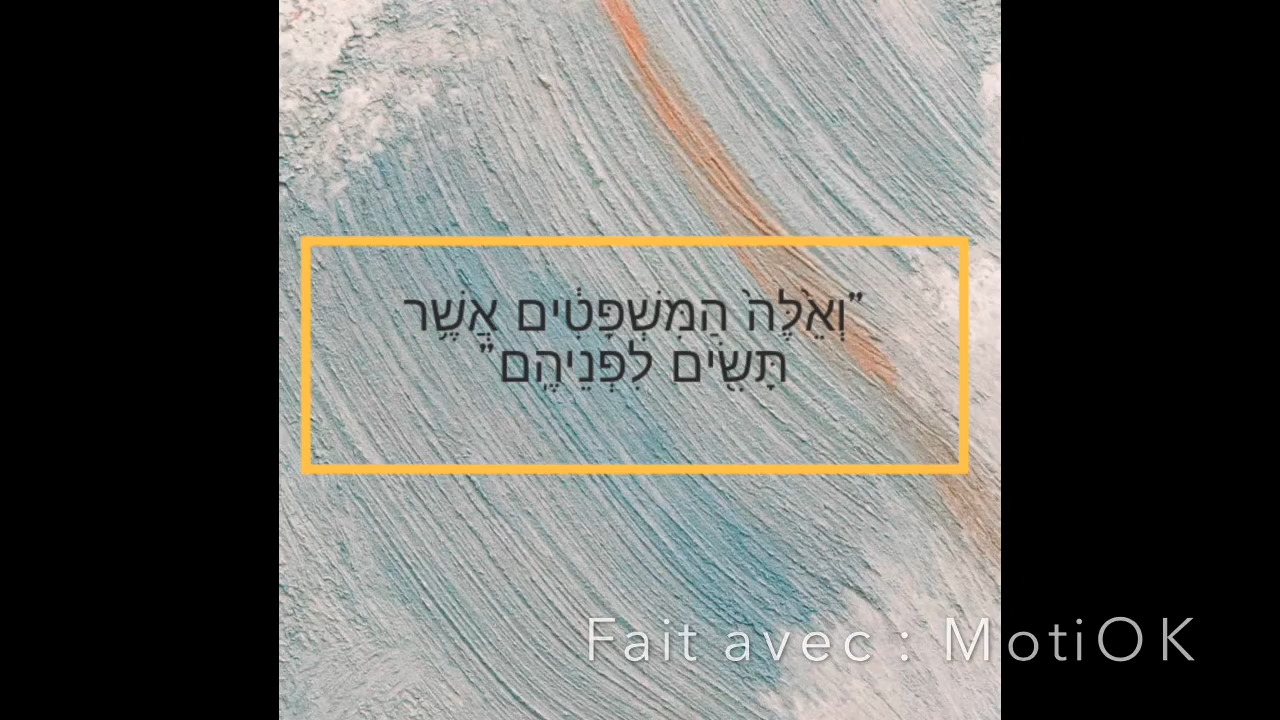 "וְאֵ֙לֶּה֙ הַמִּשְׁפָּטִ֔ים אֲשֶׁ֥ר
תָּשִׂ֖ים לִפְנֵיהֶֽם"
Fait avec : MotiOK